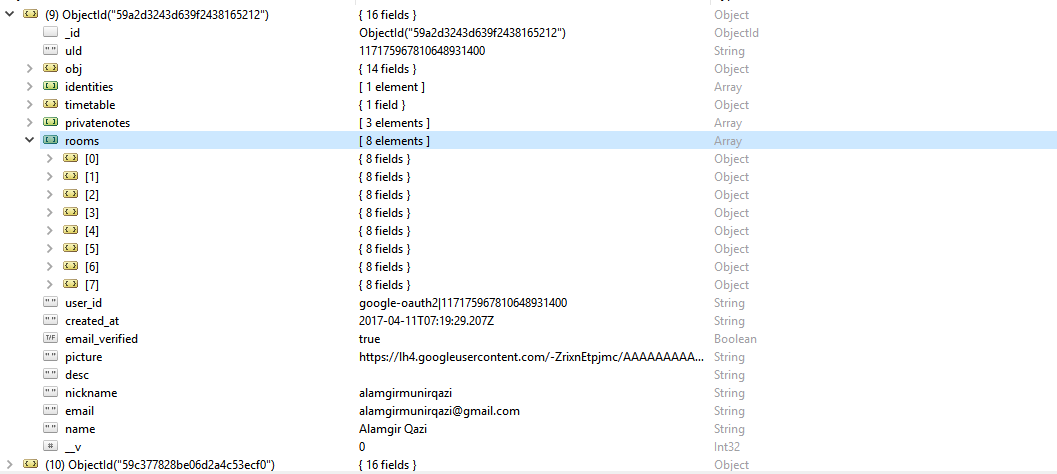 (9) ObjectId("59a2d3243d639f2438165212") { 16 fields } Object
_id ObjectId("59a2d3243d639f2438165212") ObjectId
" " uId 117175967810648931400 String
obj { 14 fields } Object
identities [ 1 element ] Array
timetable { 1 field } Object
privatenotes [ 3 elements ] Array
rooms [ 8 elements ] Array
[0] { 8 fields } Object
[1] { 8 fields } Object
[2] { 8 fields } Object
[3] { 8 fields } Object
[4] { 8 fields } Object
[5] { 8 fields } Object
[6] { 8 fields } Object
[7] { 8 fields } Object
" " user_id google-oauth2|117175967810648931400 String
" " created_at 2017-04-11T07:19:29.207Z String
T/F email_verified true Boolean
" " picture https://lh4.googleusercontent.com/-ZrixnEtpjmc/AAAAAAAAA... String
" " desc String
" " nickname alamgirmunirqazi String
" " email alamgirmunirqazi@gmail.com String
" " name Alamgir Qazi String
# __v 0 Int32
(10) ObjectId("59c377828be06d2a4c53ecf0") { 16 fields } Object